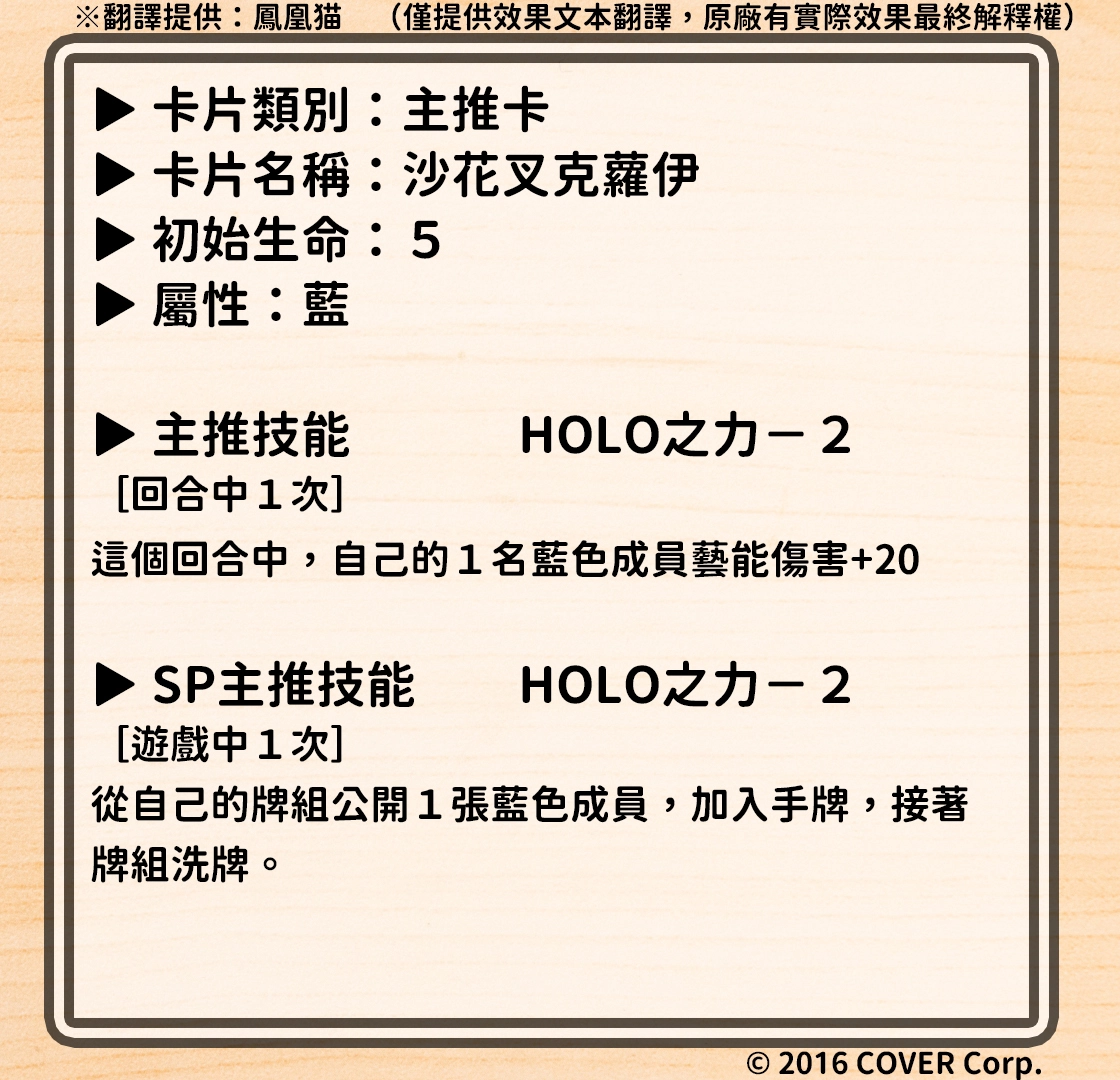 ※翻譯提供：鳳凰猫　（僅提供效果文本翻譯，原廠有實際效果最終解釋權）
▶ 卡片類別：主推卡
▶ 卡片名稱：沙花叉克蘿伊
▶ 初始生命：５
▶ 屬性：藍
▶ 主推技能　HOLO之力－２
［回合中１次］
這個回合中，自己的１名藍色成員藝能傷害+20
▶ SP主推技能　HOLO之力－２
［遊戲中１次］
從自己的牌組公開１張藍色成員，加入手牌，接著
牌組洗牌。
© 2016 COVER Corp.